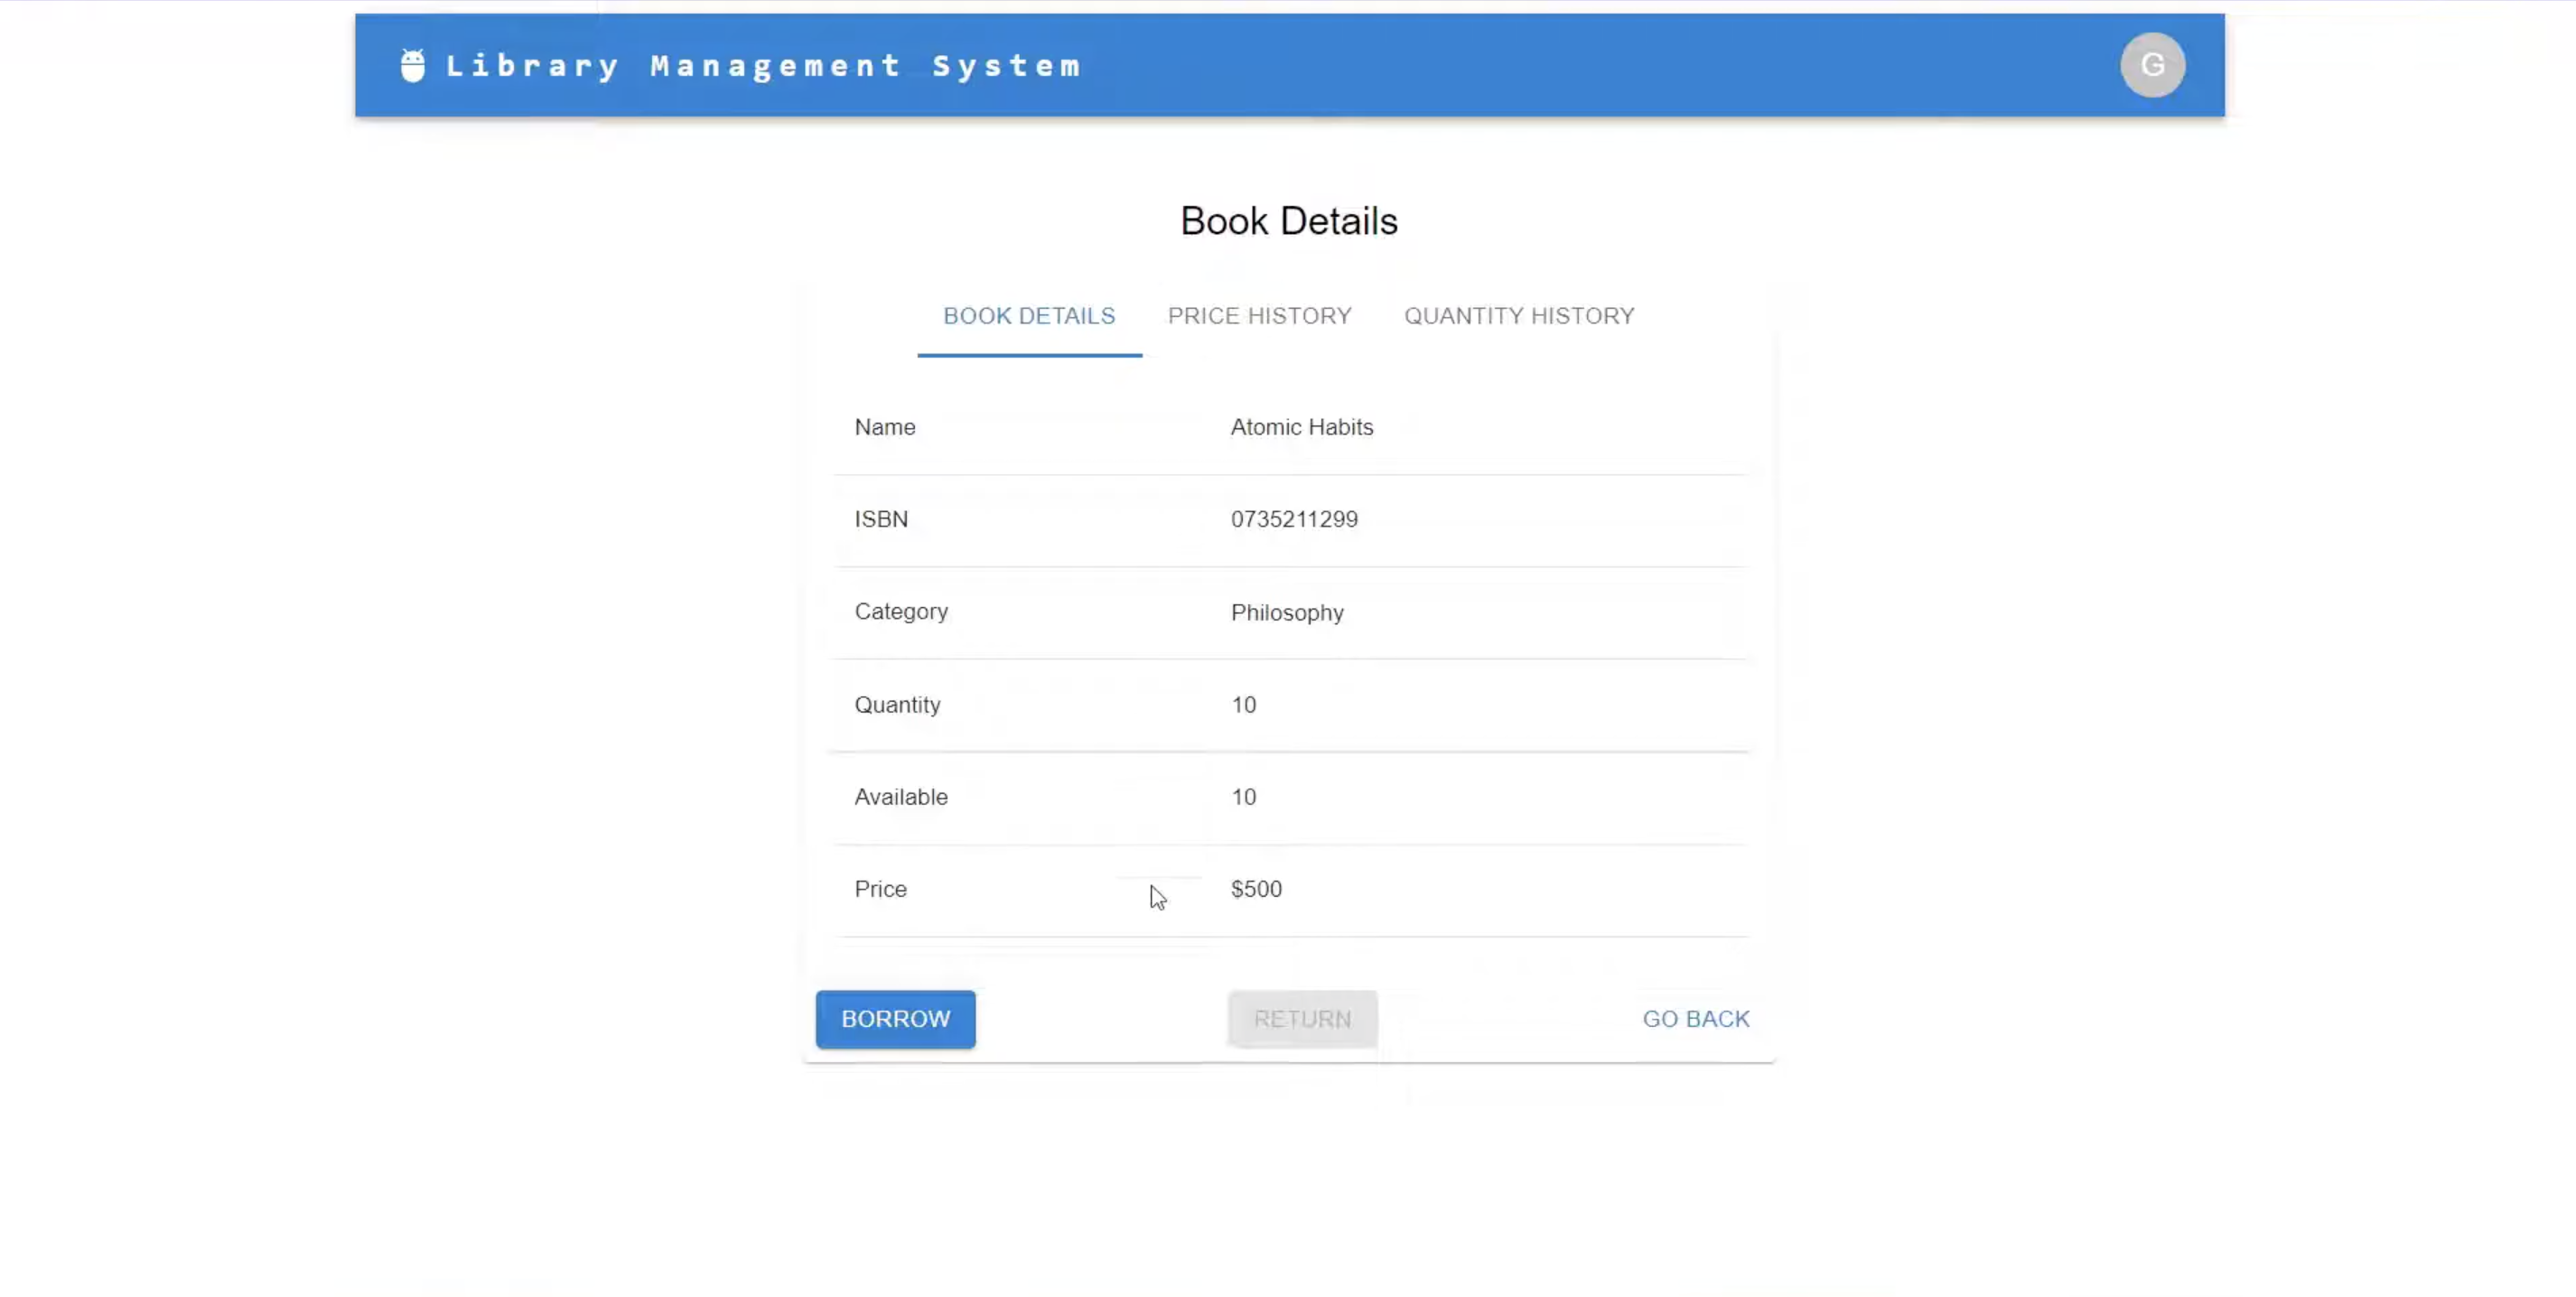 Library Management System
G
Book Details
BOOK DETAILS PRICE HISTORY QUANTITY HISTORY
Name Atomic Habits
ISBN 0735211299
Category Philosophy
Quantity 10
Available 10
Price $500
BORROW RETURN GO BACK